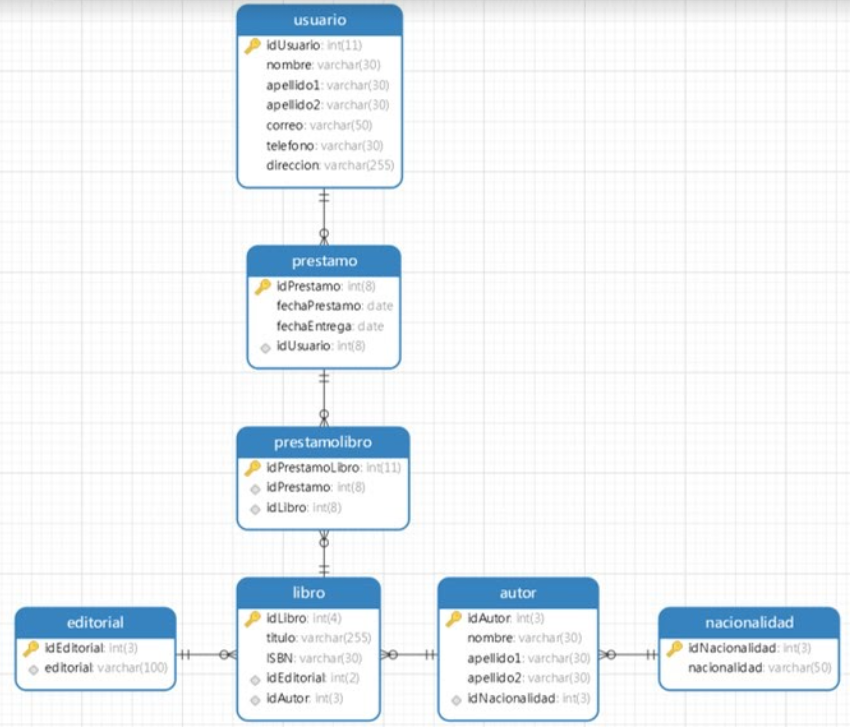 usuario
idUsuario: int(11)
nombre: varchar(30)
apellido1: varchar(30)
apellido2: varchar(30)
correo: varchar(50)
telefono: varchar(30)
direccion: varchar(255)
prestamo
idPrestamo: int(8)
fechaPrestamo: date
fechaEntrega: date
idUsuario: int(8)
prestamolibro
idPrestamoLibro: int(11)
idPrestamo: int(8)
idLibro: int(8)
editorial
idEditorial: int(3)
editorial: varchar(100)
libro
idLibro: int(4)
titulo: varchar(255)
ISBN: varchar(30)
idEditorial: int(2)
idAutor: int(3)
autor
idAutor: int(3)
nombre: varchar(30)
apellido1: varchar(30)
apellido2: varchar(30)
idNacionalidad: int(3)
nacionalidad
idNacionalidad: int(3)
nacionalidad: varchar(50)